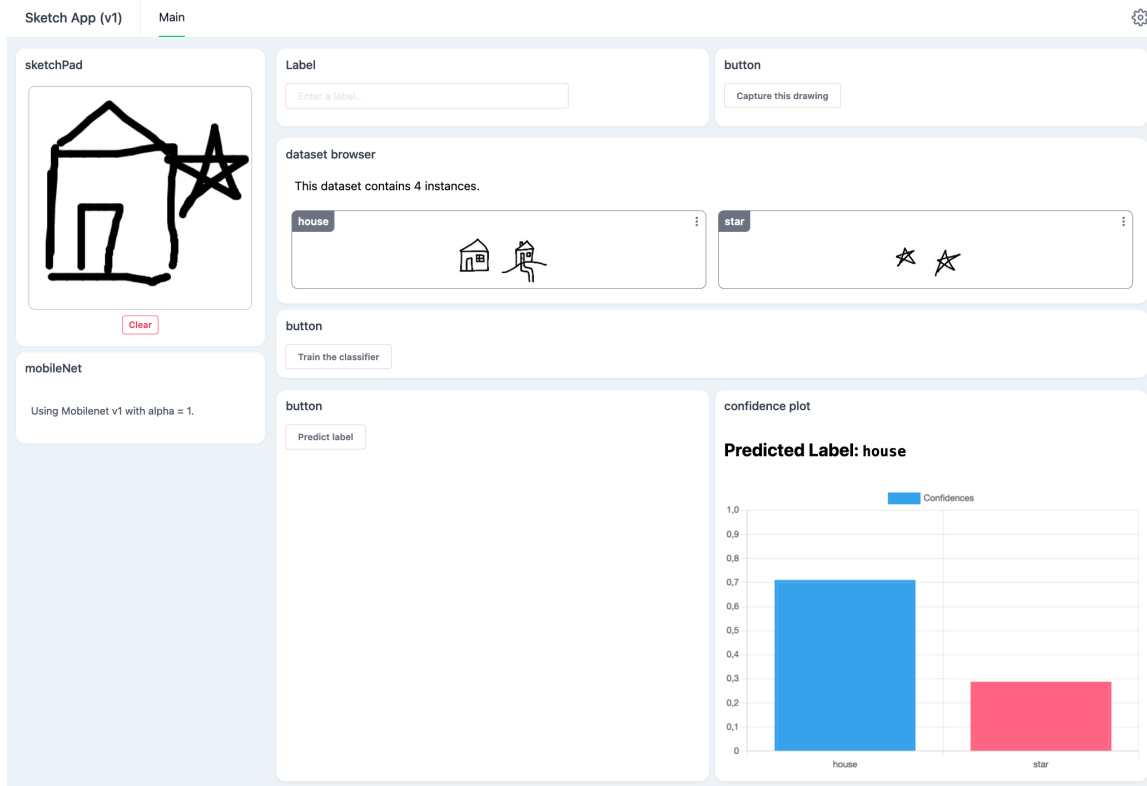 Sketch App (v1)
Main
sketchPad
Clear
mobileNet
Using Mobilenet v1 with alpha = 1.
Label
Enter a label..
button
Capture this drawing
dataset browser
This dataset contains 4 instances.
house
star
button
Train the classifier
button
Predict label
confidence plot
Predicted Label: house
Confidences
1,0
0,9
0,8
0,7
0,6
0,5
0,4
0,3
0,2
0,1
0
house star